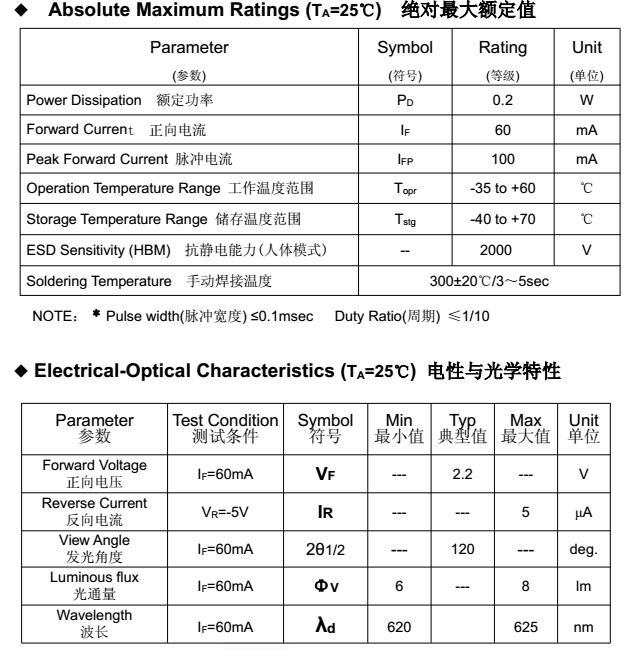 ◆ Absolute Maximum Ratings (TA=25℃) 绝对最大额定值
Parameter Symbol Rating Unit
(参数) (符号) (等级) (单位)
Power Dissipation 额定功率 PD 0.2 W
Forward Current 正向电流 IF 60 mA
Peak Forward Current 脉冲电流 IFP 100 mA
Operation Temperature Range 工作温度范围 Topr -35 to +60 ℃
Storage Temperature Range 储存温度范围 Tstg -40 to +70 ℃
ESD Sensitivity (HBM) 抗静电能力(人体模式) -- 2000 V
Soldering Temperature 手动焊接温度 300±20℃/3～5sec
NOTE： * Pulse width(脉冲宽度) ≤0.1msec Duty Ratio(周期) ≤1/10
◆ Electrical-Optical Characteristics (TA=25℃) 电性与光学特性
Parameter Test Condition Symbol Min Typ Max Unit
参数 测试条件 符号 最小值 典型值 最大值 单位
Forward Voltage
正向电压 IF=60mA VF --- 2.2 --- V
Reverse Current
反向电流 VR=-5V IR --- --- 5 μA
View Angle
发光角度 IF=60mA 2θ1/2 --- 120 --- deg.
Luminous flux
光通量 IF=60mA Φv 6 --- 8 lm
Wavelength
波长 IF=60mA λd 620 625 nm